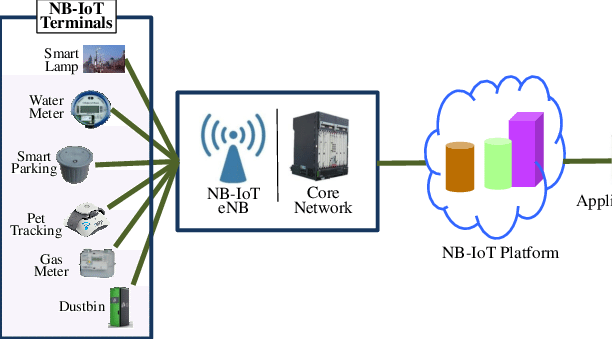 NB-IoT
Terminals
Smart
Lamp
Water
Meter
Smart
Parking
Pet
Tracking
Gas
Meter
Dustbin
NB-IoT
eNB
Core
Network
NB-IoT Platform